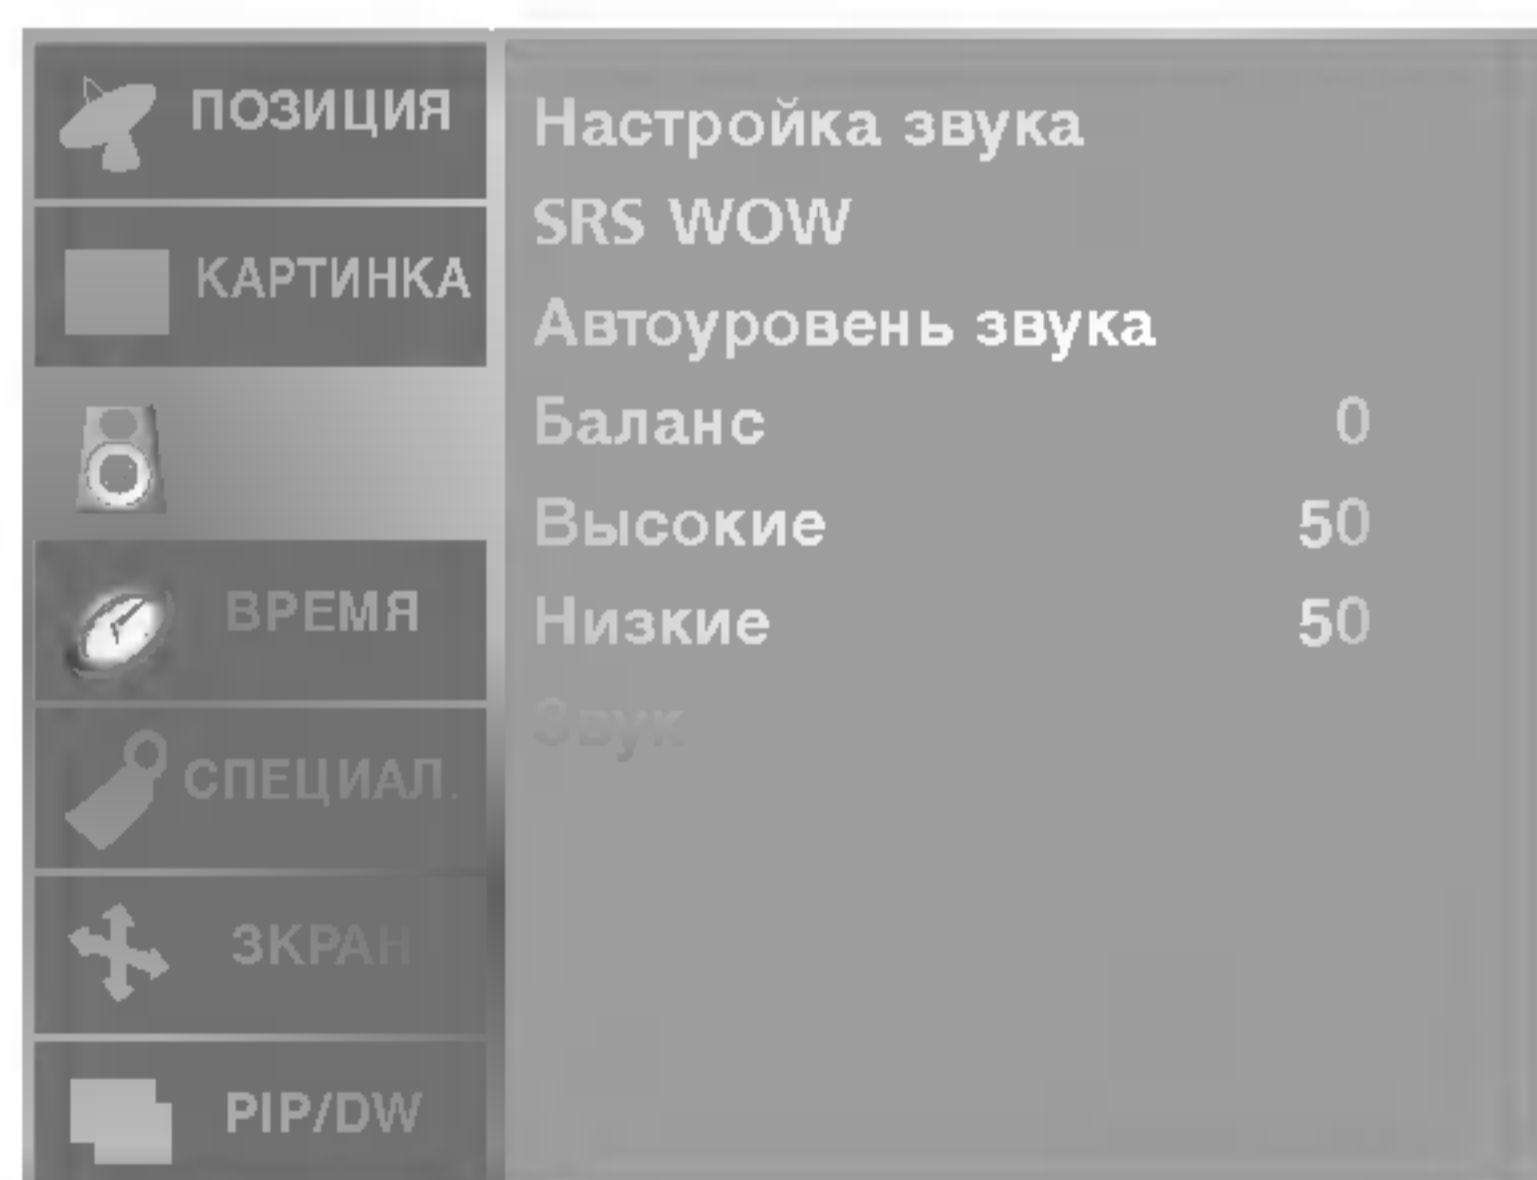 ПОЗИЦИЯ
КАРТИНКА
ВРЕМЯ
СПЕЦИАЛ.
ЗКРАН
PIP/DW
Настройка звука
SRS WOW
Автоуровень звука
Баланс 0
Высокие 50
Низкие 50
Звук